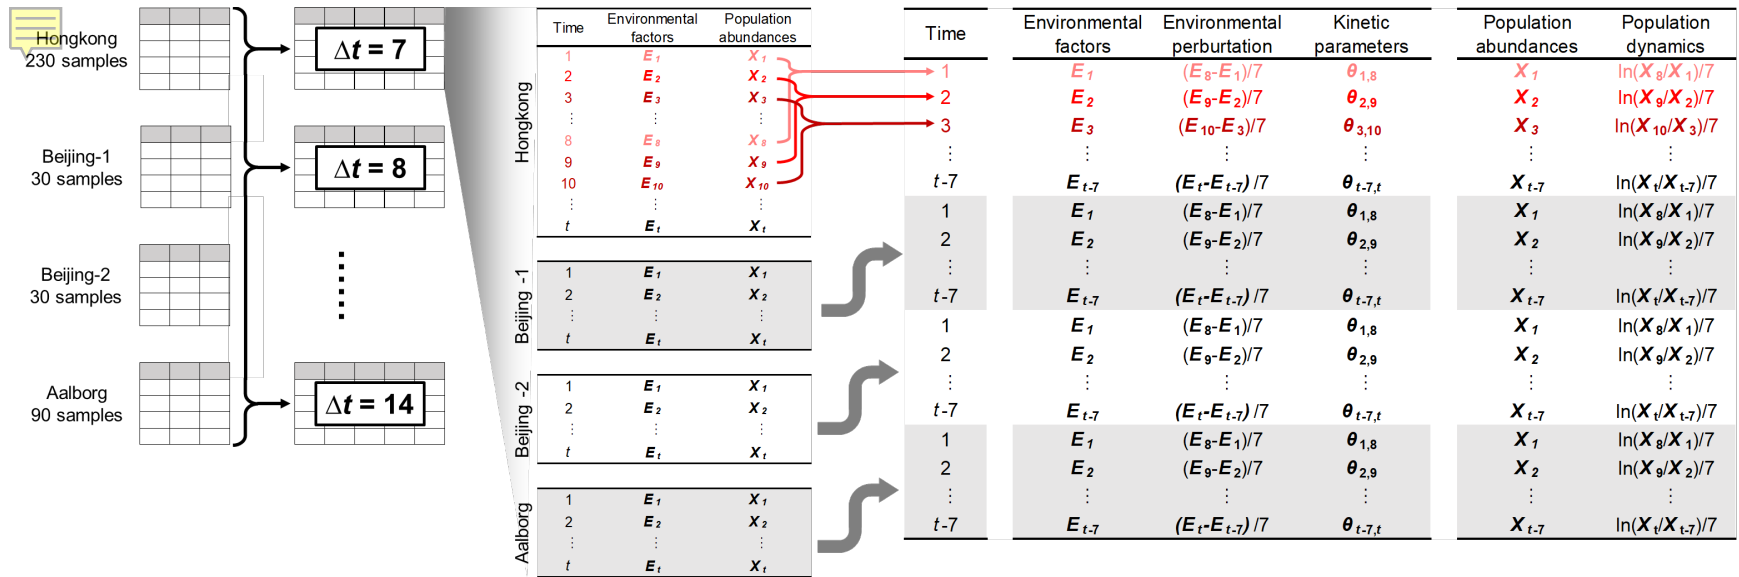 Hongkong
230 samples
Beijing-1
30 samples
Beijing-2
30 samples
Aalborg
90 samples
Δt = 7
Δt = 8
Δt = 14
Hongkong
Time Environmental factors Population abundances
1 E1 X1
2 E2 X2
3 E3 X3
⋮ ⋮
8 E8 X8
9 E9 X9
10 E10 X10
⋮ ⋮ ⋮
t Et Xt
Beijing -1
1 E1 X1
2 E2 X2
⋮ ⋮
t Et Xt
Beijing -2
1 E1 X1
2 E2 X2
⋮ ⋮
t Et Xt
Aalborg
1 E1 X1
2 E2 X2
⋮ ⋮ ⋮
t Et Xt
Time Environmental factors Environmental perburtation Kinetic parameters Population abundances Population dynamics
1 E1 (E8-E1)/7 θ1,8 X1 ln(X8/X1)/7
2 E2 (E9-E2)/7 θ2,9 X2 ln(X9/X2)/7
3 E3 (E10-E3)/7 θ3,10 X3 ln(X10/X3)/7
⋮ ⋮ ⋮ ⋮ ⋮ ⋮
t-7 Et-7 (Et-Et-7) /7 θt-7,t Xt-7 ln(Xt/Xt-7)/7
1 E1 (E8-E1)/7 θ1,8 X1 ln(X8/X1)/7
2 E2 (E9-E2)/7 θ2,9 X2 ln(X9/X2)/7
⋮ ⋮ ⋮ ⋮ ⋮ ⋮
t-7 Et-7 (Et-Et-7) /7 θt-7,t Xt-7 ln(Xt/Xt-7)/7
1 E1 (E8-E1)/7 θ1,8 X1 ln(X8/X1)/7
2 E2 (E9-E2)/7 θ2,9 X2 ln(X9/X2)/7
⋮ ⋮ ⋮ ⋮ ⋮ ⋮
t-7 Et-7 (Et-Et-7) /7 θt-7,t Xt-7 ln(Xt/Xt-7)/7
1 E1 (E8-E1)/7 θ1,8 X1 ln(X8/X1)/7
2 E2 (E9-E2)/7 θ2,9 X2 ln(X9/X2)/7
⋮ ⋮ ⋮ ⋮ ⋮ ⋮
t-7 Et-7 (Et-Et-7) /7 θt-7,t Xt-7 ln(Xt/Xt-7)/7